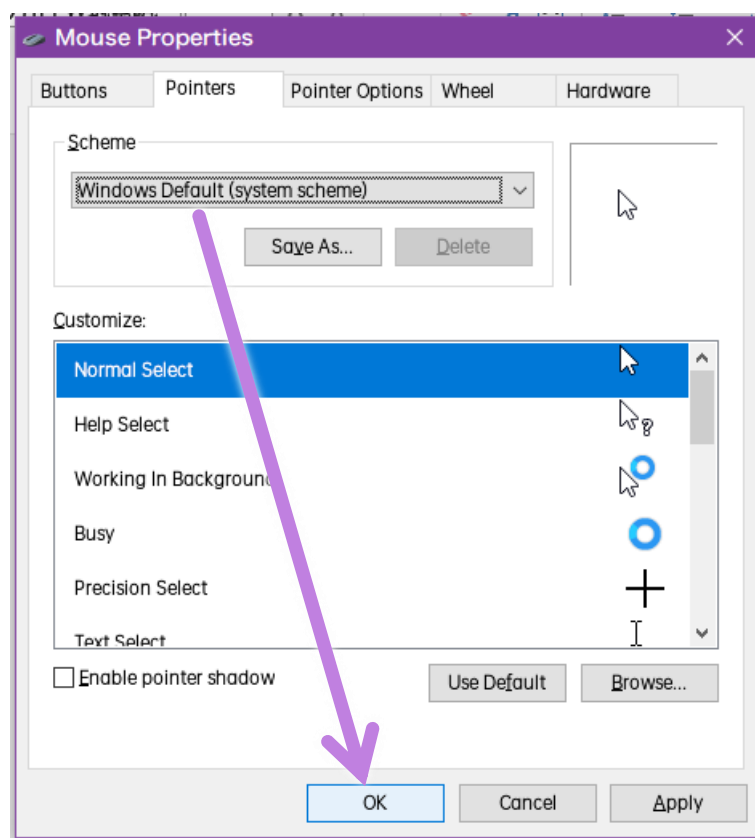 Mouse Properties
Buttons Pointers Pointer Options Wheel Hardware
Scheme
Windows Default (system scheme)
Save As... Delete
Customize:
Normal Select
Help Select
Working In Background
Busy
Precision Select
Text Select
Enable pointer shadow
Use Default Browse...
OK Cancel Apply